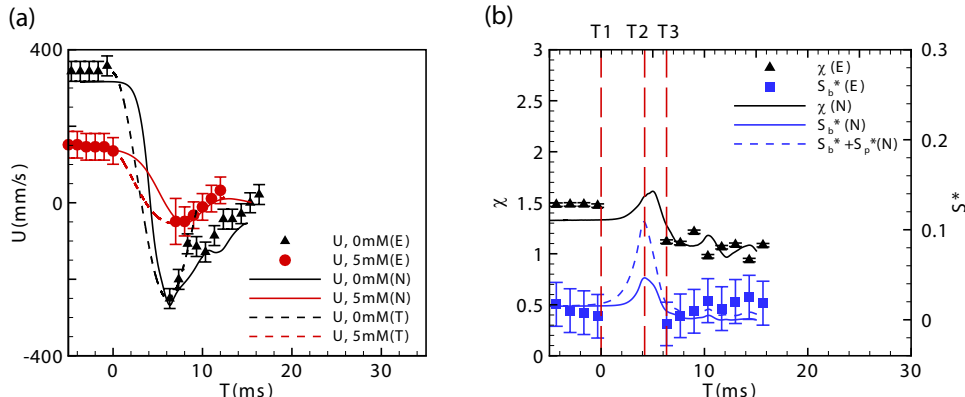 (a)
400
0
-400
U(mm/s)
0
10
20
30
T(ms)
U, 0mM(E)
U, 5mM(E)
U, 0mM(N)
U, 5mM(N)
U, 0mM(T)
U, 5mM(T)
(b)
T1 T2 T3
3
2.5
2
1.5
1
0.5
0
χ
0.3
0.2
0.1
0
S*
0
10
20
30
T(ms)
χ (E)
S_b*(E)
χ(N)
S_b*(N)
S_b*+S_p*(N)